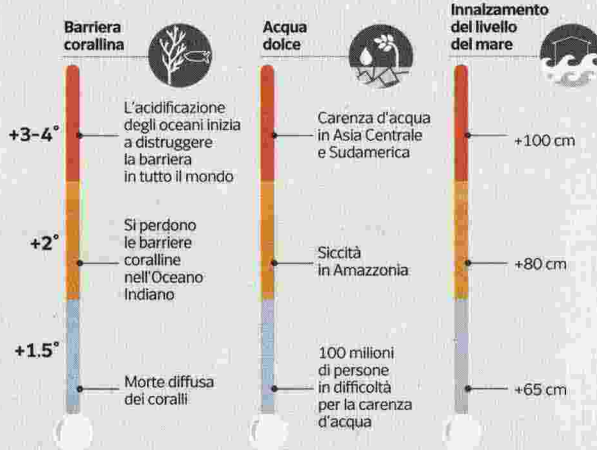 Barriera
corallina
Acqua
dolce
Innalzamento
del livello
del mare
+3-4°
L'acidificazione
degli oceani inizia
a distruggere
la barriera
in tutto il mondo
Carenza d'acqua
in Asia Centrale
e Sudamerica
+100 cm
+2°
Si perdono
le barriere
coralline
nell'Oceano
Indiano
Siccità
in Amazzonia
+80 cm
+1.5°
Morte diffusa
dei coralli
100 milioni
di persone
in difficoltà
per la carenza
d'acqua
+65 cm